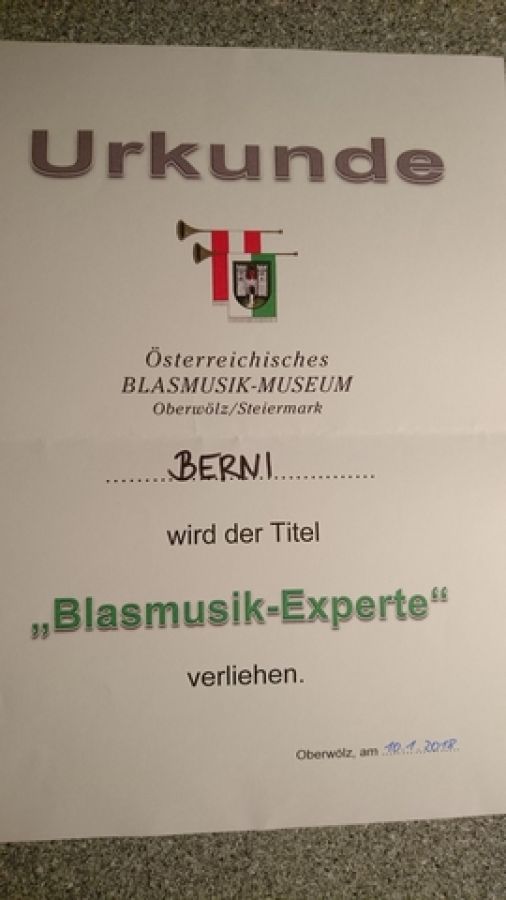 Urkunde
Österreichisches
BLASMUSIK-MUSEUM
Oberwölz/Steiermark
BERNI
wird der Titel
„Blasmusik-Experte“
verliehen.
Oberwölz, am 10.1.2018